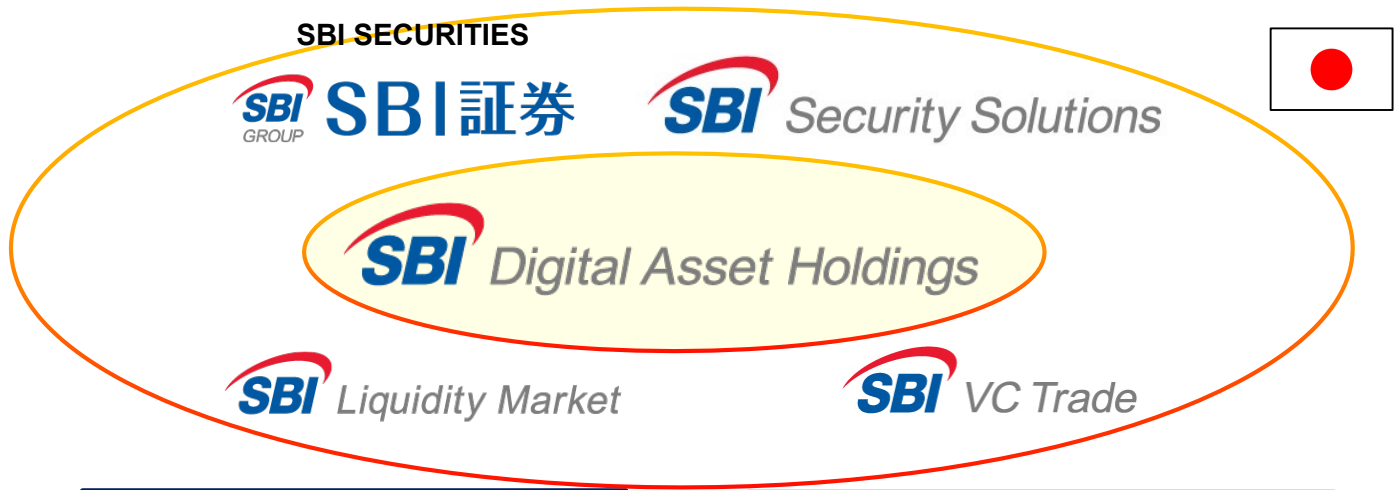 SBI SECURITIES
SBI GROUP SBI証券
SBI Security Solutions
SBI Digital Asset Holdings
SBI Liquidity Market
SBI VC Trade